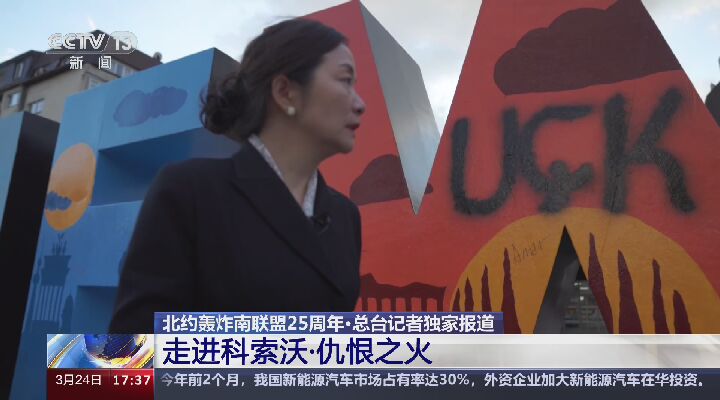 CCTV 13
新闻
UÇK
Amar
北约轰炸南联盟25周年·总台记者独家报道
走进科索沃·仇恨之火
3月24日 17:37 今年前2个月，我国新能源汽车市场占有率达30%，外资企业加大新能源汽车在华投资。